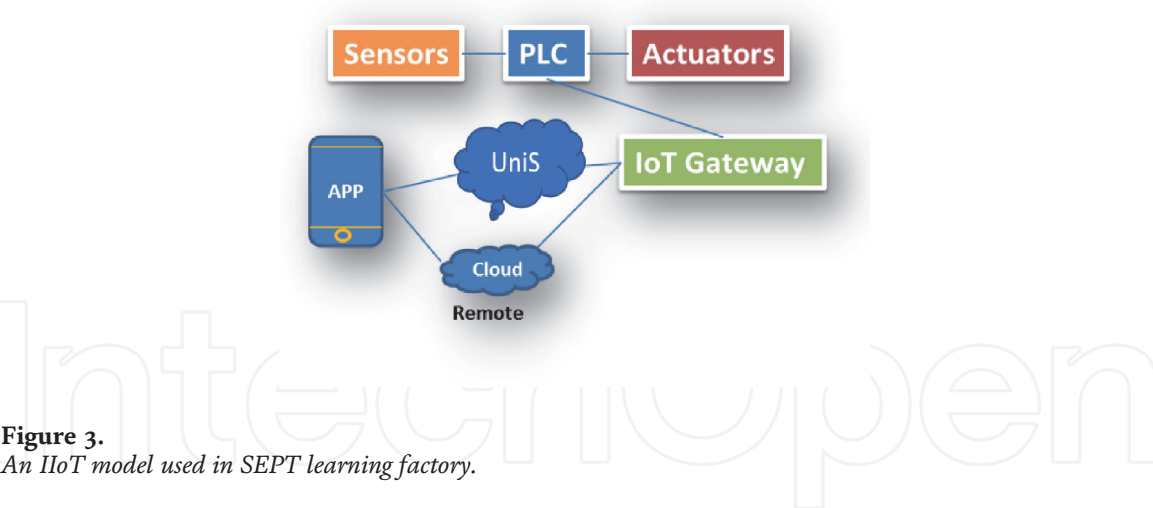 Sensors PLC Actuators
UniS IoT Gateway
APP
Cloud
Remote
IntechOpen
Figure 3.
An IIoT model used in SEPT learning factory.